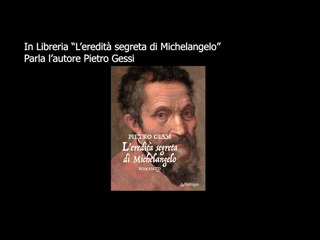 In Libreria “L’eredità segreta di Michelangelo”
Parla l’autore Pietro Gessi
PIETRO GESSI
L’eredità segreta
di Michelangelo
ROMANZO